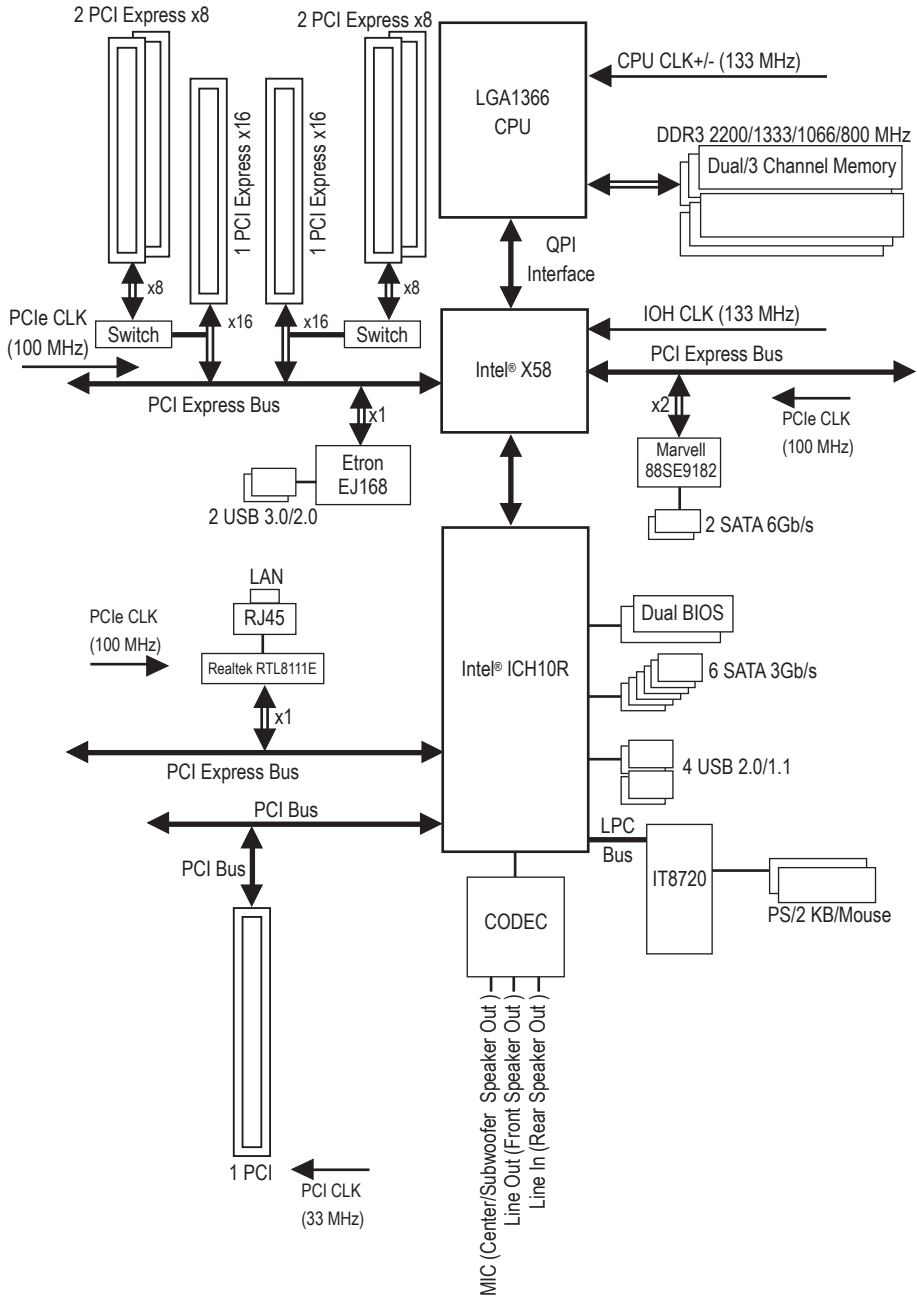 2 PCI Express x8
2 PCI Express x8
1 PCI Express x16
1 PCI Express x16
LGA1366
CPU
CPU CLK+/- (133 MHz)
DDR3 2200/1333/1066/800 MHz
Dual/3 Channel Memory
QPI
Interface
x8
x8
PCIe CLK
(100 MHz)
Switch
x16
x16
Switch
IOH CLK (133 MHz)
Intel® X58
PCI Express Bus
PCI Express Bus
x1
x2
PCIe CLK
(100 MHz)
Etron
EJ168
Marvell
88SE9182
2 USB 3.0/2.0
2 SATA 6Gb/s
LAN
RJ45
PCIe CLK
(100 MHz)
Realtek RTL8111E
x1
Intel® ICH10R
Dual BIOS
6 SATA 3Gb/s
4 USB 2.0/1.1
PCI Express Bus
PCI Bus
PCI Bus
LPC
Bus
IT8720
PS/2 KB/Mouse
CODEC
MIC (Center/Subwoofer Speaker Out )
Line Out (Front Speaker Out )
Line In (Rear Speaker Out )
1 PCI
PCI CLK
(33 MHz)